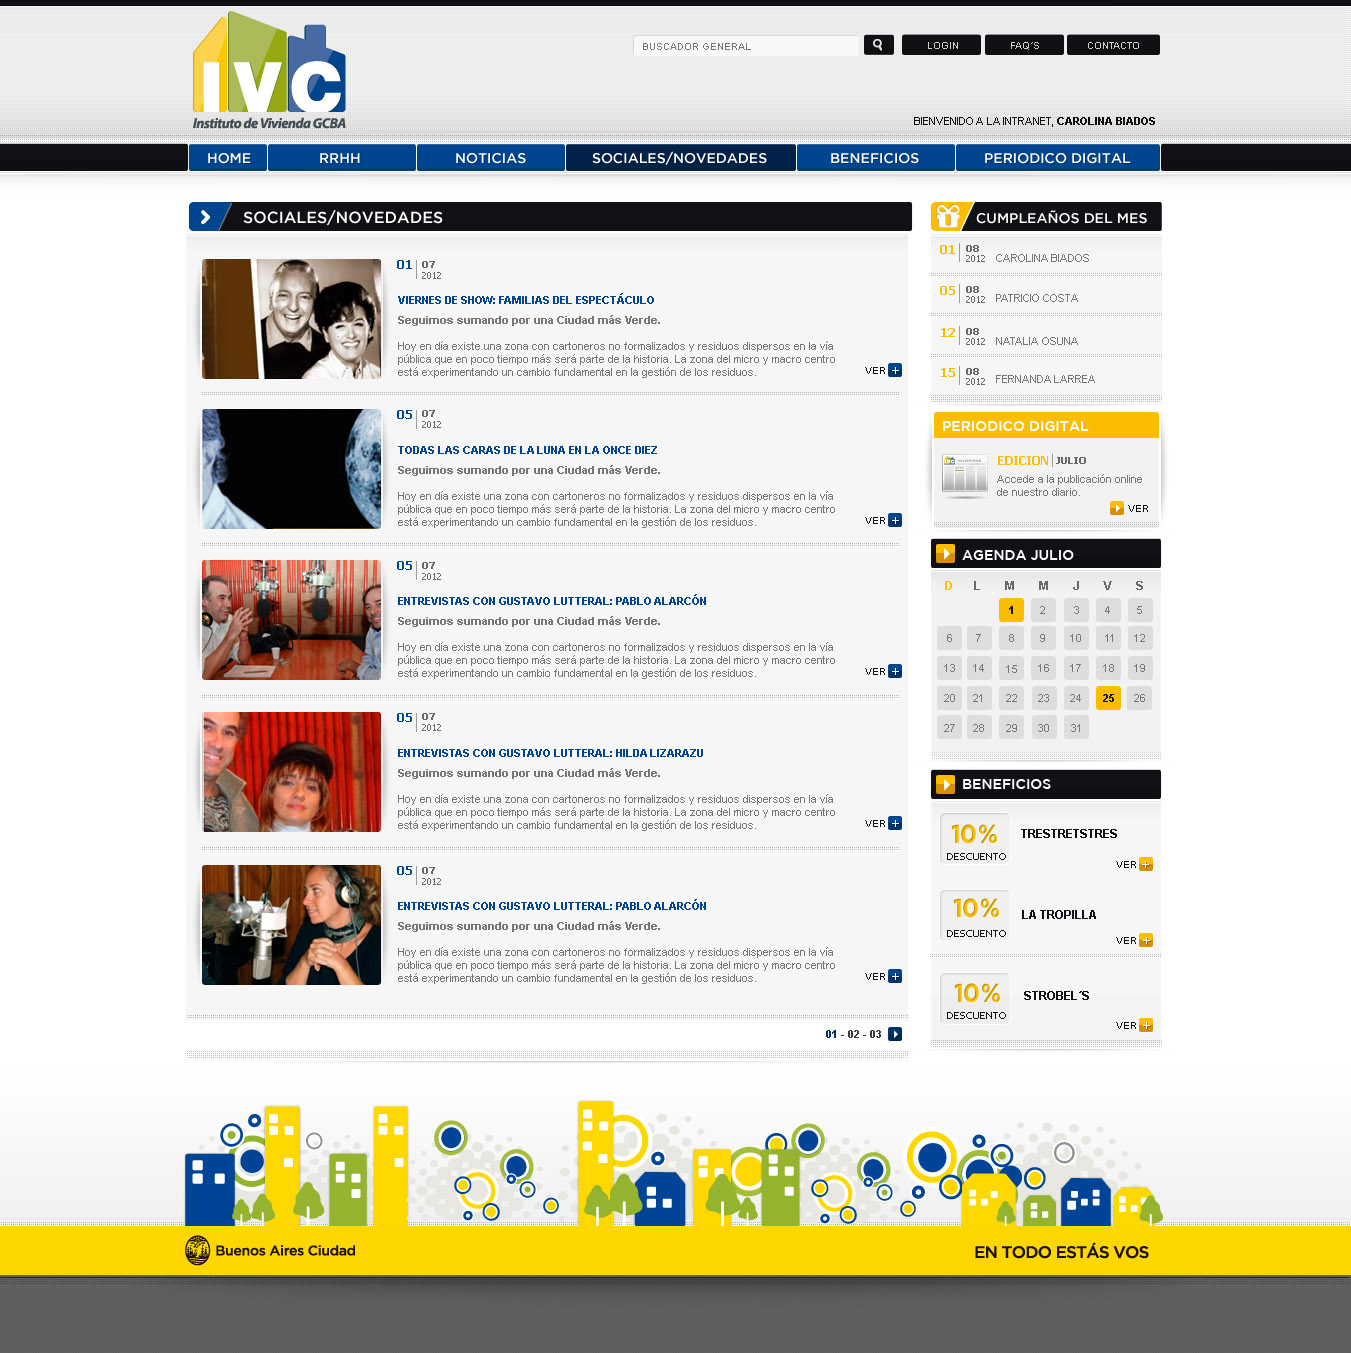 ivc
Instituto de Vivienda GCBA
BUSCADOR GENERAL
LOGIN
FAQ´S
CONTACTO
BIENVENIDO A LA INTRANET, CAROLINA BIADOS
HOME
RRHH
NOTICIAS
SOCIALES/NOVEDADES
BENEFICIOS
PERIODICO DIGITAL
SOCIALES/NOVEDADES
01 07
2012
VIERNES DE SHOW: FAMILIAS DEL ESPECTÁCULO
Seguimos sumando por una Ciudad más Verde.
Hoy en día existe una zona con cartoneros no formalizados y residuos dispersos en la vía
pública que en poco tiempo más será parte de la historia. La zona del micro y macro centro
está experimentando un cambio fundamental en la gestión de los residuos.
VER
05 07
2012
TODAS LAS CARAS DE LA LUNA EN LA ONCE DIEZ
Seguimos sumando por una Ciudad más Verde.
Hoy en día existe una zona con cartoneros no formalizados y residuos dispersos en la vía
pública que en poco tiempo más será parte de la historia. La zona del micro y macro centro
está experimentando un cambio fundamental en la gestión de los residuos.
VER
05 07
2012
ENTREVISTAS CON GUSTAVO LUTTERAL: PABLO ALARCÓN
Seguimos sumando por una Ciudad más Verde.
Hoy en día existe una zona con cartoneros no formalizados y residuos dispersos en la vía
pública que en poco tiempo más será parte de la historia. La zona del micro y macro centro
está experimentando un cambio fundamental en la gestión de los residuos.
VER
05 07
2012
ENTREVISTAS CON GUSTAVO LUTTERAL: HILDA LIZARAZU
Seguimos sumando por una Ciudad más Verde.
Hoy en día existe una zona con cartoneros no formalizados y residuos dispersos en la vía
pública que en poco tiempo más será parte de la historia. La zona del micro y macro centro
está experimentando un cambio fundamental en la gestión de los residuos.
VER
05 07
2012
ENTREVISTAS CON GUSTAVO LUTTERAL: PABLO ALARCÓN
Seguimos sumando por una Ciudad más Verde.
Hoy en día existe una zona con cartoneros no formalizados y residuos dispersos en la vía
pública que en poco tiempo más será parte de la historia. La zona del micro y macro centro
está experimentando un cambio fundamental en la gestión de los residuos.
VER
01 - 02 - 03
CUMPLEAÑOS DEL MES
01 08
2012 CAROLINA BIADOS
05 08
2012 PATRICIO COSTA
12 08
2012 NATALIA OSUNA
15 08
2012 FERNANDA LARREA
PERIODICO DIGITAL
EDICION JULIO
Accede a la publicación online
de nuestro diario.
VER
AGENDA JULIO
D L M M J V S
1 2 3 4 5
6 7 8 9 10 11 12
13 14 15 16 17 18 19
20 21 22 23 24 25 26
27 28 29 30 31
BENEFICIOS
10%
DESCUENTO
TRESTRETSTRES
VER
10%
DESCUENTO
LA TROPILLA
VER
10%
DESCUENTO
STROBEL´S
VER
Buenos Aires Ciudad
EN TODO ESTÁS VOS